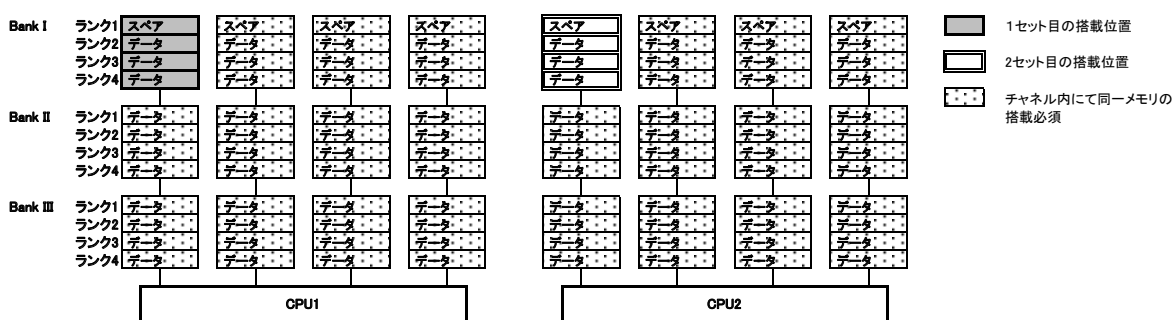 Bank Ⅰ ランク1 スペア スペア スペア スペア スペア スペア スペア スペア 1セット目の搭載位置
ランク2 データ データ データ データ データ データ データ データ
ランク3 データ データ データ データ データ データ データ データ 2セット目の搭載位置
ランク4 データ データ データ データ データ データ データ データ
チャネル内にて同一メモリの
搭載必須
Bank Ⅱ ランク1 データ データ データ データ データ データ データ データ
ランク2 データ データ データ データ データ データ データ データ
ランク3 データ データ データ データ データ データ データ データ
ランク4 データ データ データ データ データ データ データ データ
Bank Ⅲ ランク1 データ データ データ データ データ データ データ データ
ランク2 データ データ データ データ データ データ データ データ
ランク3 データ データ データ データ データ データ データ データ
ランク4 データ データ データ データ データ データ データ データ
CPU1 CPU2